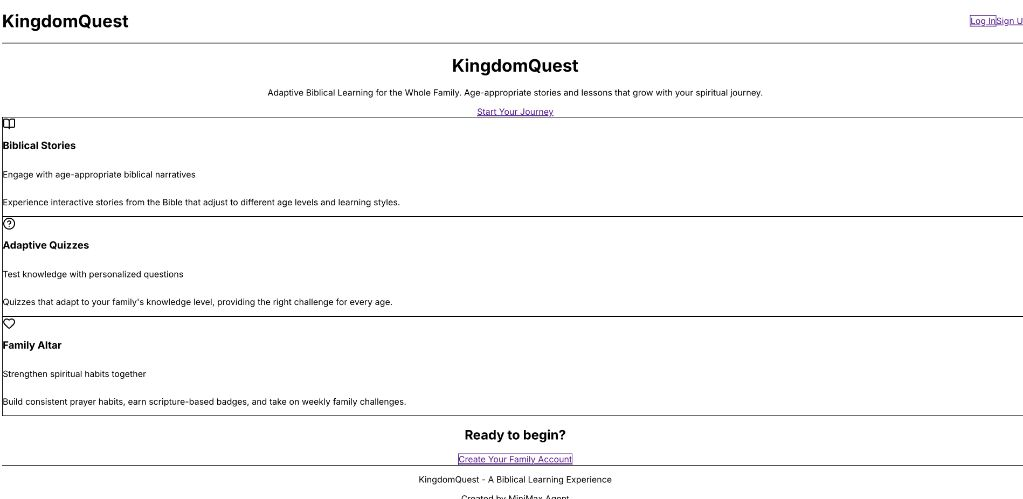 KingdomQuest
Log In Sign U
KingdomQuest
Adaptive Biblical Learning for the Whole Family. Age-appropriate stories and lessons that grow with your spiritual journey.
Start Your Journey
Biblical Stories
Engage with age-appropriate biblical narratives
Experience interactive stories from the Bible that adjust to different age levels and learning styles.
Adaptive Quizzes
Test knowledge with personalized questions
Quizzes that adapt to your family's knowledge level, providing the right challenge for every age.
Family Altar
Strengthen spiritual habits together
Build consistent prayer habits, earn scripture-based badges, and take on weekly family challenges.
Ready to begin?
Create Your Family Account
KingdomQuest - A Biblical Learning Experience
Created by MiniMax Agent